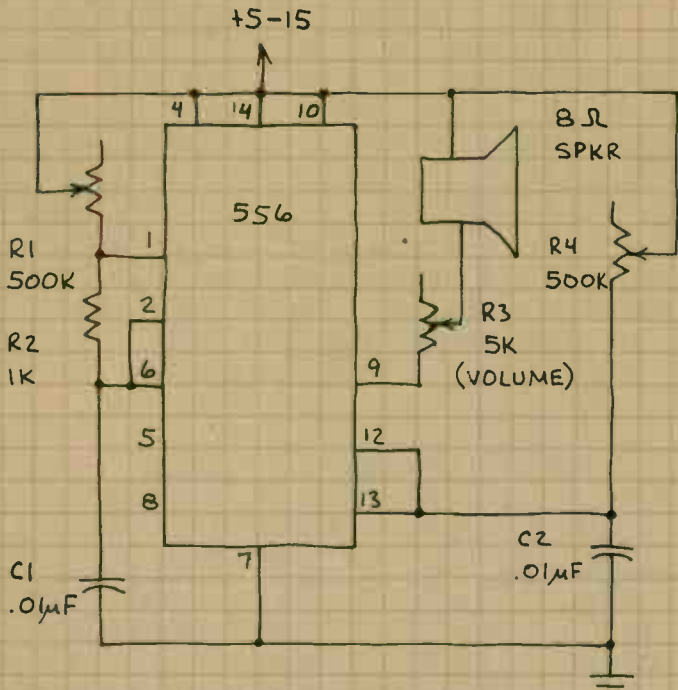 +5-15
4 14 10
8 Ω
SPKR
556
R1
500K
1
R4
500K
2
R2
1K
6
R3
5K
(VOLUME)
9
5
12
8
13
7
C1
.01µF
C2
.01µF